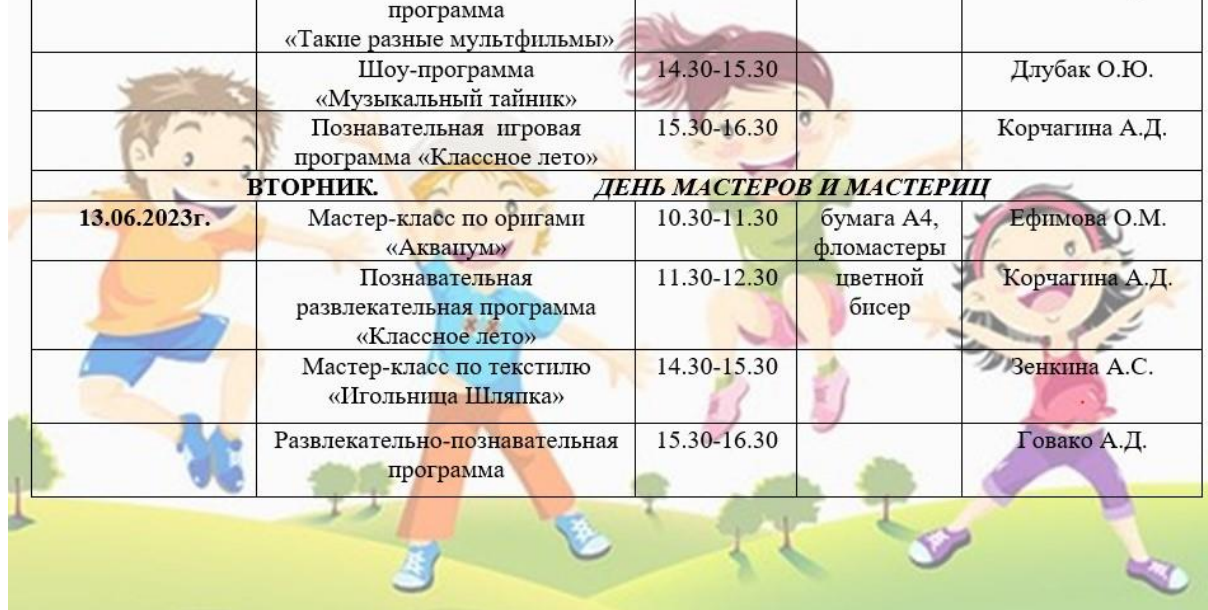 программа
«Такие разные мультфильмы»
Шоу-программа 14.30-15.30 Длубак О.Ю.
«Музыкальный тайник»
Познавательная игровая 15.30-16.30 Корчагина А.Д.
программа «Классное лето»
ВТОРНИК. ДЕНЬ МАСТЕРОВ И МАСТЕРИЦ
13.06.2023г. Мастер-класс по оригами 10.30-11.30 бумага А4, Ефимова О.М.
«Акванум» фломастеры
Познавательная 11.30-12.30 цветной Корчагина А.Д.
развлекательная программа бисер
«Классное лето»
Мастер-класс по текстилю 14.30-15.30 Зенкина А.С.
«Игольница Шляпка»
Развлекательно-познавательная 15.30-16.30 Говако А.Д.
программа